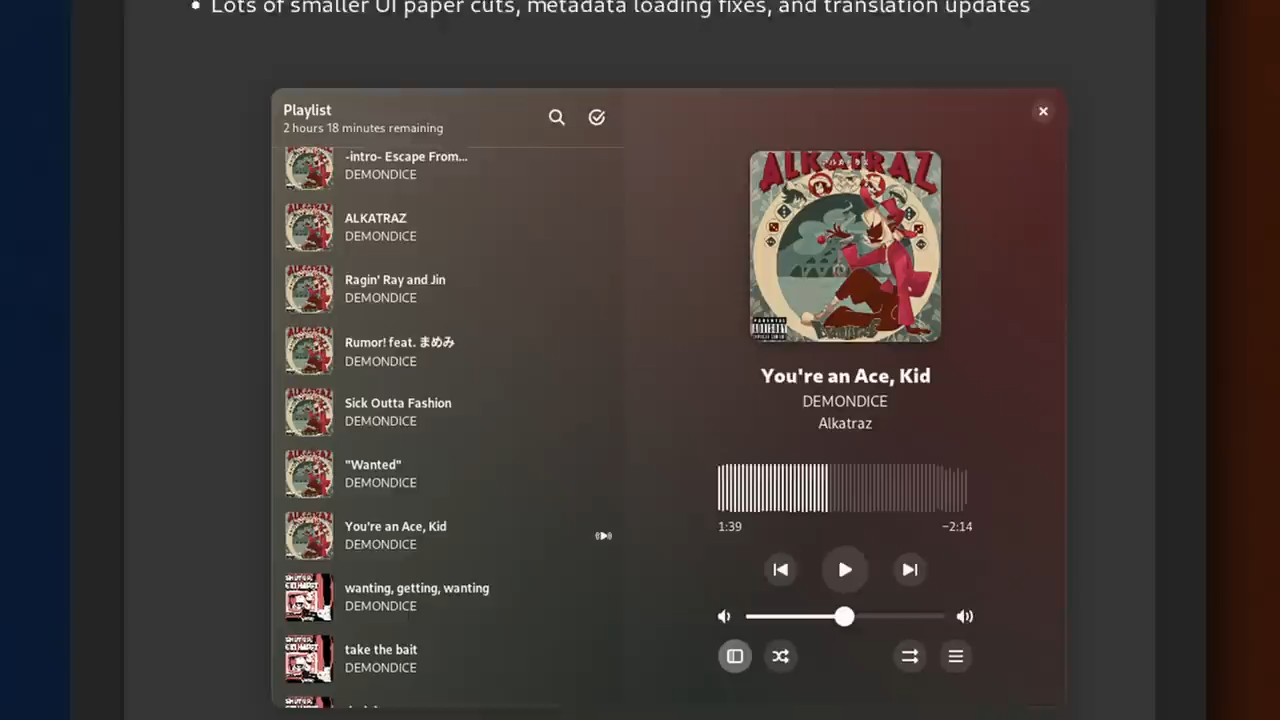 • Lots of smaller UI paper cuts, metadata loading fixes, and translation updates
Playlist
2 hours 18 minutes remaining
-intro- Escape From...
DEMONDICE
ALKATRAZ
DEMONDICE
Ragin' Ray and Jin
DEMONDICE
Rumor! feat. まめみ
DEMONDICE
Sick Outta Fashion
DEMONDICE
"Wanted"
DEMONDICE
You're an Ace, Kid
DEMONDICE
wanting, getting, wanting
DEMONDICE
take the bait
DEMONDICE
ALKATRAZ
You're an Ace, Kid
DEMONDICE
Alkatraz
1:39
−2:14